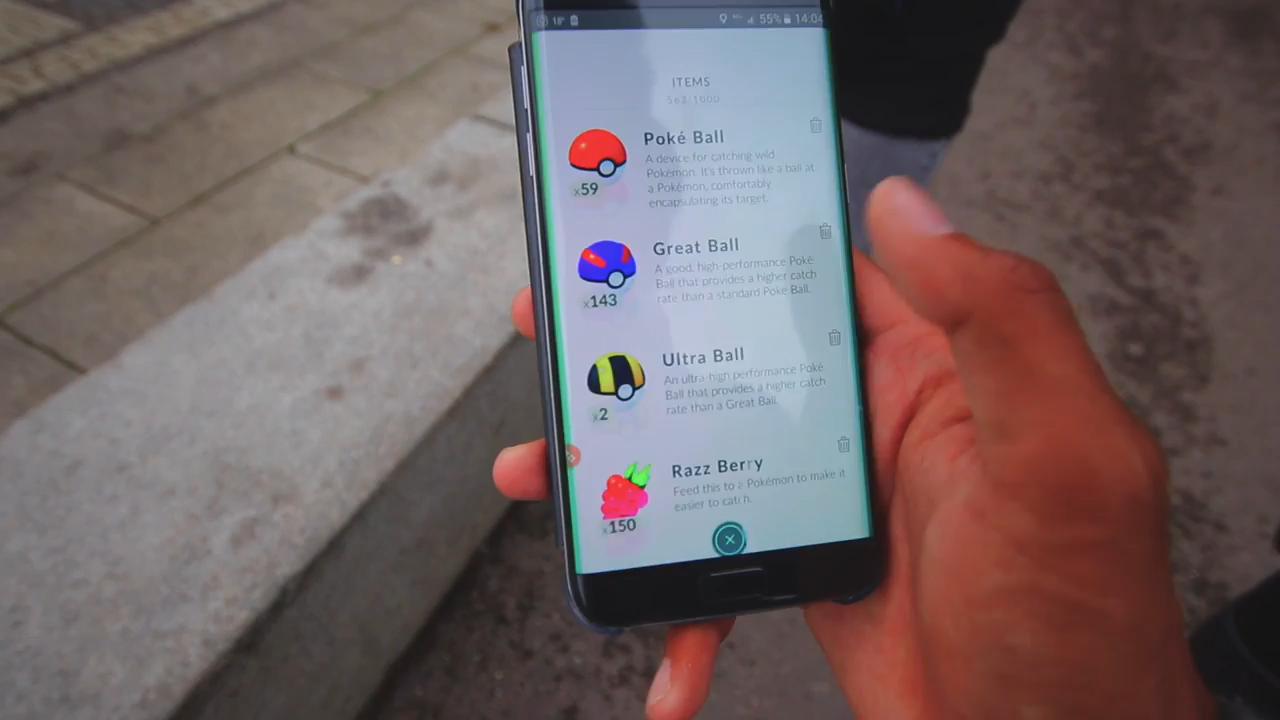 18° 55% 14:04
ITEMS
563/1000
Poké Ball
A device for catching wild
Pokémon. It's thrown like a ball at
a Pokémon, comfortably
encapsulating its target.
x59
Great Ball
A good, high-performance Poké
Ball that provides a higher catch
rate than a standard Poké Ball.
x143
Ultra Ball
An ultra-high performance Poké
Ball that provides a higher catch
rate than a Great Ball.
x2
Razz Berry
Feed this to a Pokémon to make it
easier to catch.
x150